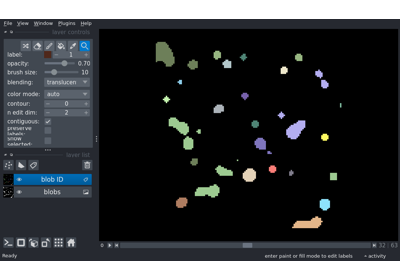 File View Window Plugins Help
layer controls
label: 1
opacity: 0.70
brush size: 10
blending: translucen
color mode: auto
contour: 0
n edit dim: 2
contiguous:
preserve labels:
show selected:
layer list
blob ID
blobs
0 32 63
Ready enter paint or fill mode to edit labels activity